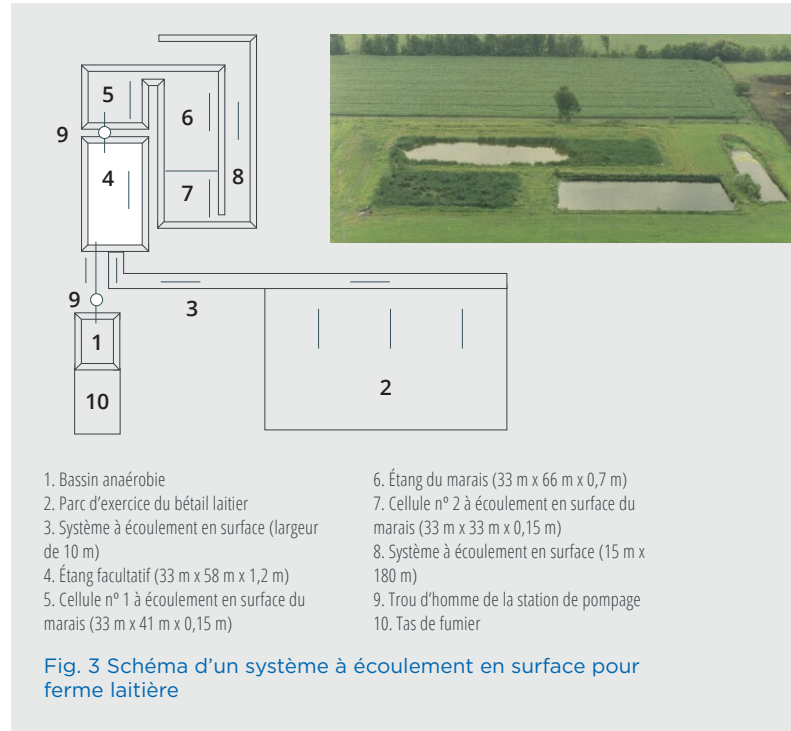 5
6
9
4
8
7
9
3
1
2
10
1. Bassin anaérobie
2. Parc d'exercice du bétail laitier
3. Système à écoulement en surface (largeur
de 10 m)
4. Étang facultatif (33 m x 58 m x 1,2 m)
5. Cellule nº 1 à écoulement en surface du
marais (33 m x 41 m x 0,15 m)
6. Étang du marais (33 m x 66 m x 0,7 m)
7. Cellule nº 2 à écoulement en surface du
marais (33 m x 33 m x 0,15 m)
8. Système à écoulement en surface (15 m x
180 m)
9. Trou d'homme de la station de pompage
10. Tas de fumier
Fig. 3 Schéma d'un système à écoulement en surface pour
ferme laitière